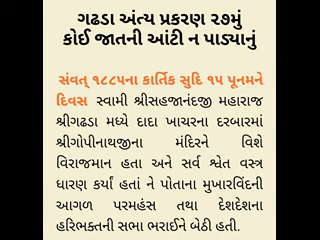 ગઢડા અંત્ય પ્રકરણ ૨૭મું
કોઈ જાતની આંટી ન પાડ્યાનું
સંવત્ ૧૮૮૫ના કાર્તિક સુદિ ૧૫ પૂનમને
દિવસ સ્વામી શ્રીસહજાનંદજી મહારાજ
શ્રીગઢડા મધ્યે દાદા ખાચરના દરબારમાં
શ્રીગોપીનાથજીના મંદિરને વિશે
વિરાજમાન હતા અને સર્વ શ્વેત વસ્ત્ર
ધારણ કર્યાં હતાં ને પોતાના મુખારવિંદની
આગળ પરમહંસ તથા દેશદેશના
હરિભક્તની સભા ભરાઈને બેઠી હતી.